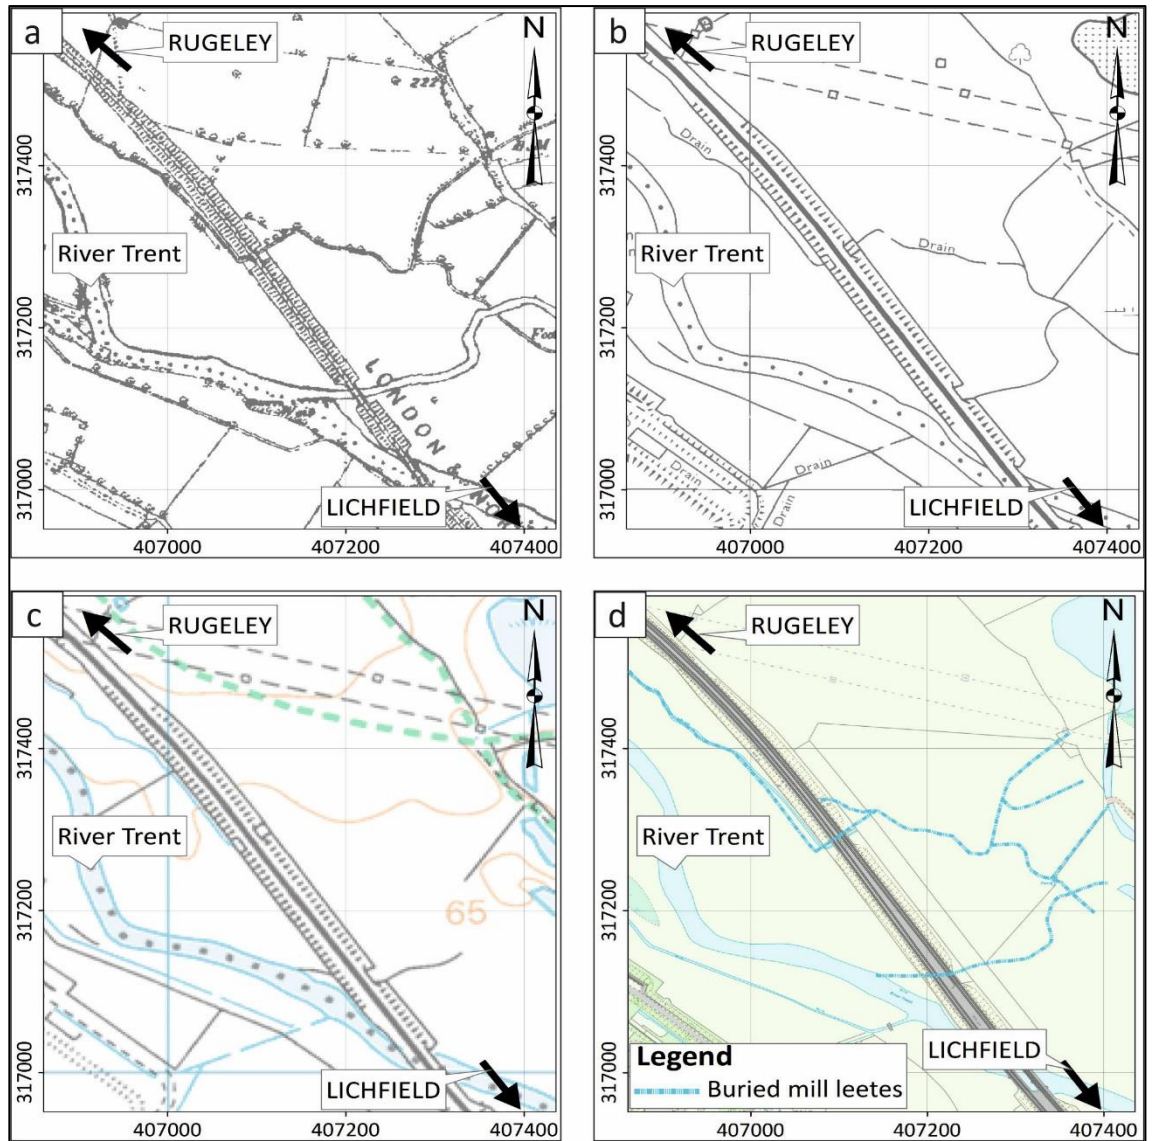 a
RUGELEY
N
317400
River Trent
317200
LONDON
317000
LICHFIELD
407000
407200
407400
b
RUGELEY
N
317400
Drain
River Trent
Drain
317200
Drain
Drain
Drain
317000
LICHFIELD
407000
407200
407400
c
RUGELEY
N
317400
River Trent
317200
65
317000
LICHFIELD
407000
407200
407400
d
RUGELEY
N
317400
River Trent
317200
317000
LICHFIELD
Legend
Buried mill leetes
407000
407200
407400